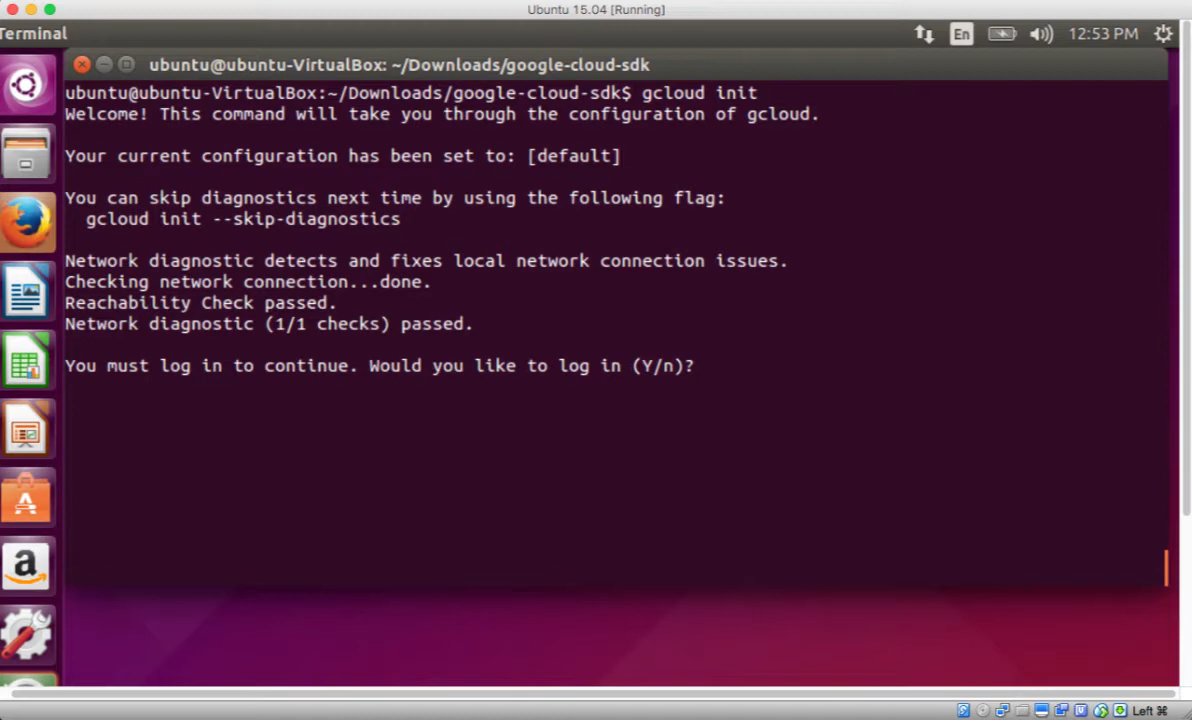 Ubuntu 15.04 [Running]
Terminal
En
12:53 PM
ubuntu@ubuntu-VirtualBox: ~/Downloads/google-cloud-sdk
ubuntu@ubuntu-VirtualBox:~/Downloads/google-cloud-sdk$ gcloud init
Welcome! This command will take you through the configuration of gcloud.
Your current configuration has been set to: [default]
You can skip diagnostics next time by using the following flag:
gcloud init --skip-diagnostics
Network diagnostic detects and fixes local network connection issues.
Checking network connection...done.
Reachability Check passed.
Network diagnostic (1/1 checks) passed.
You must log in to continue. Would you like to log in (Y/n)?
Left ⌘